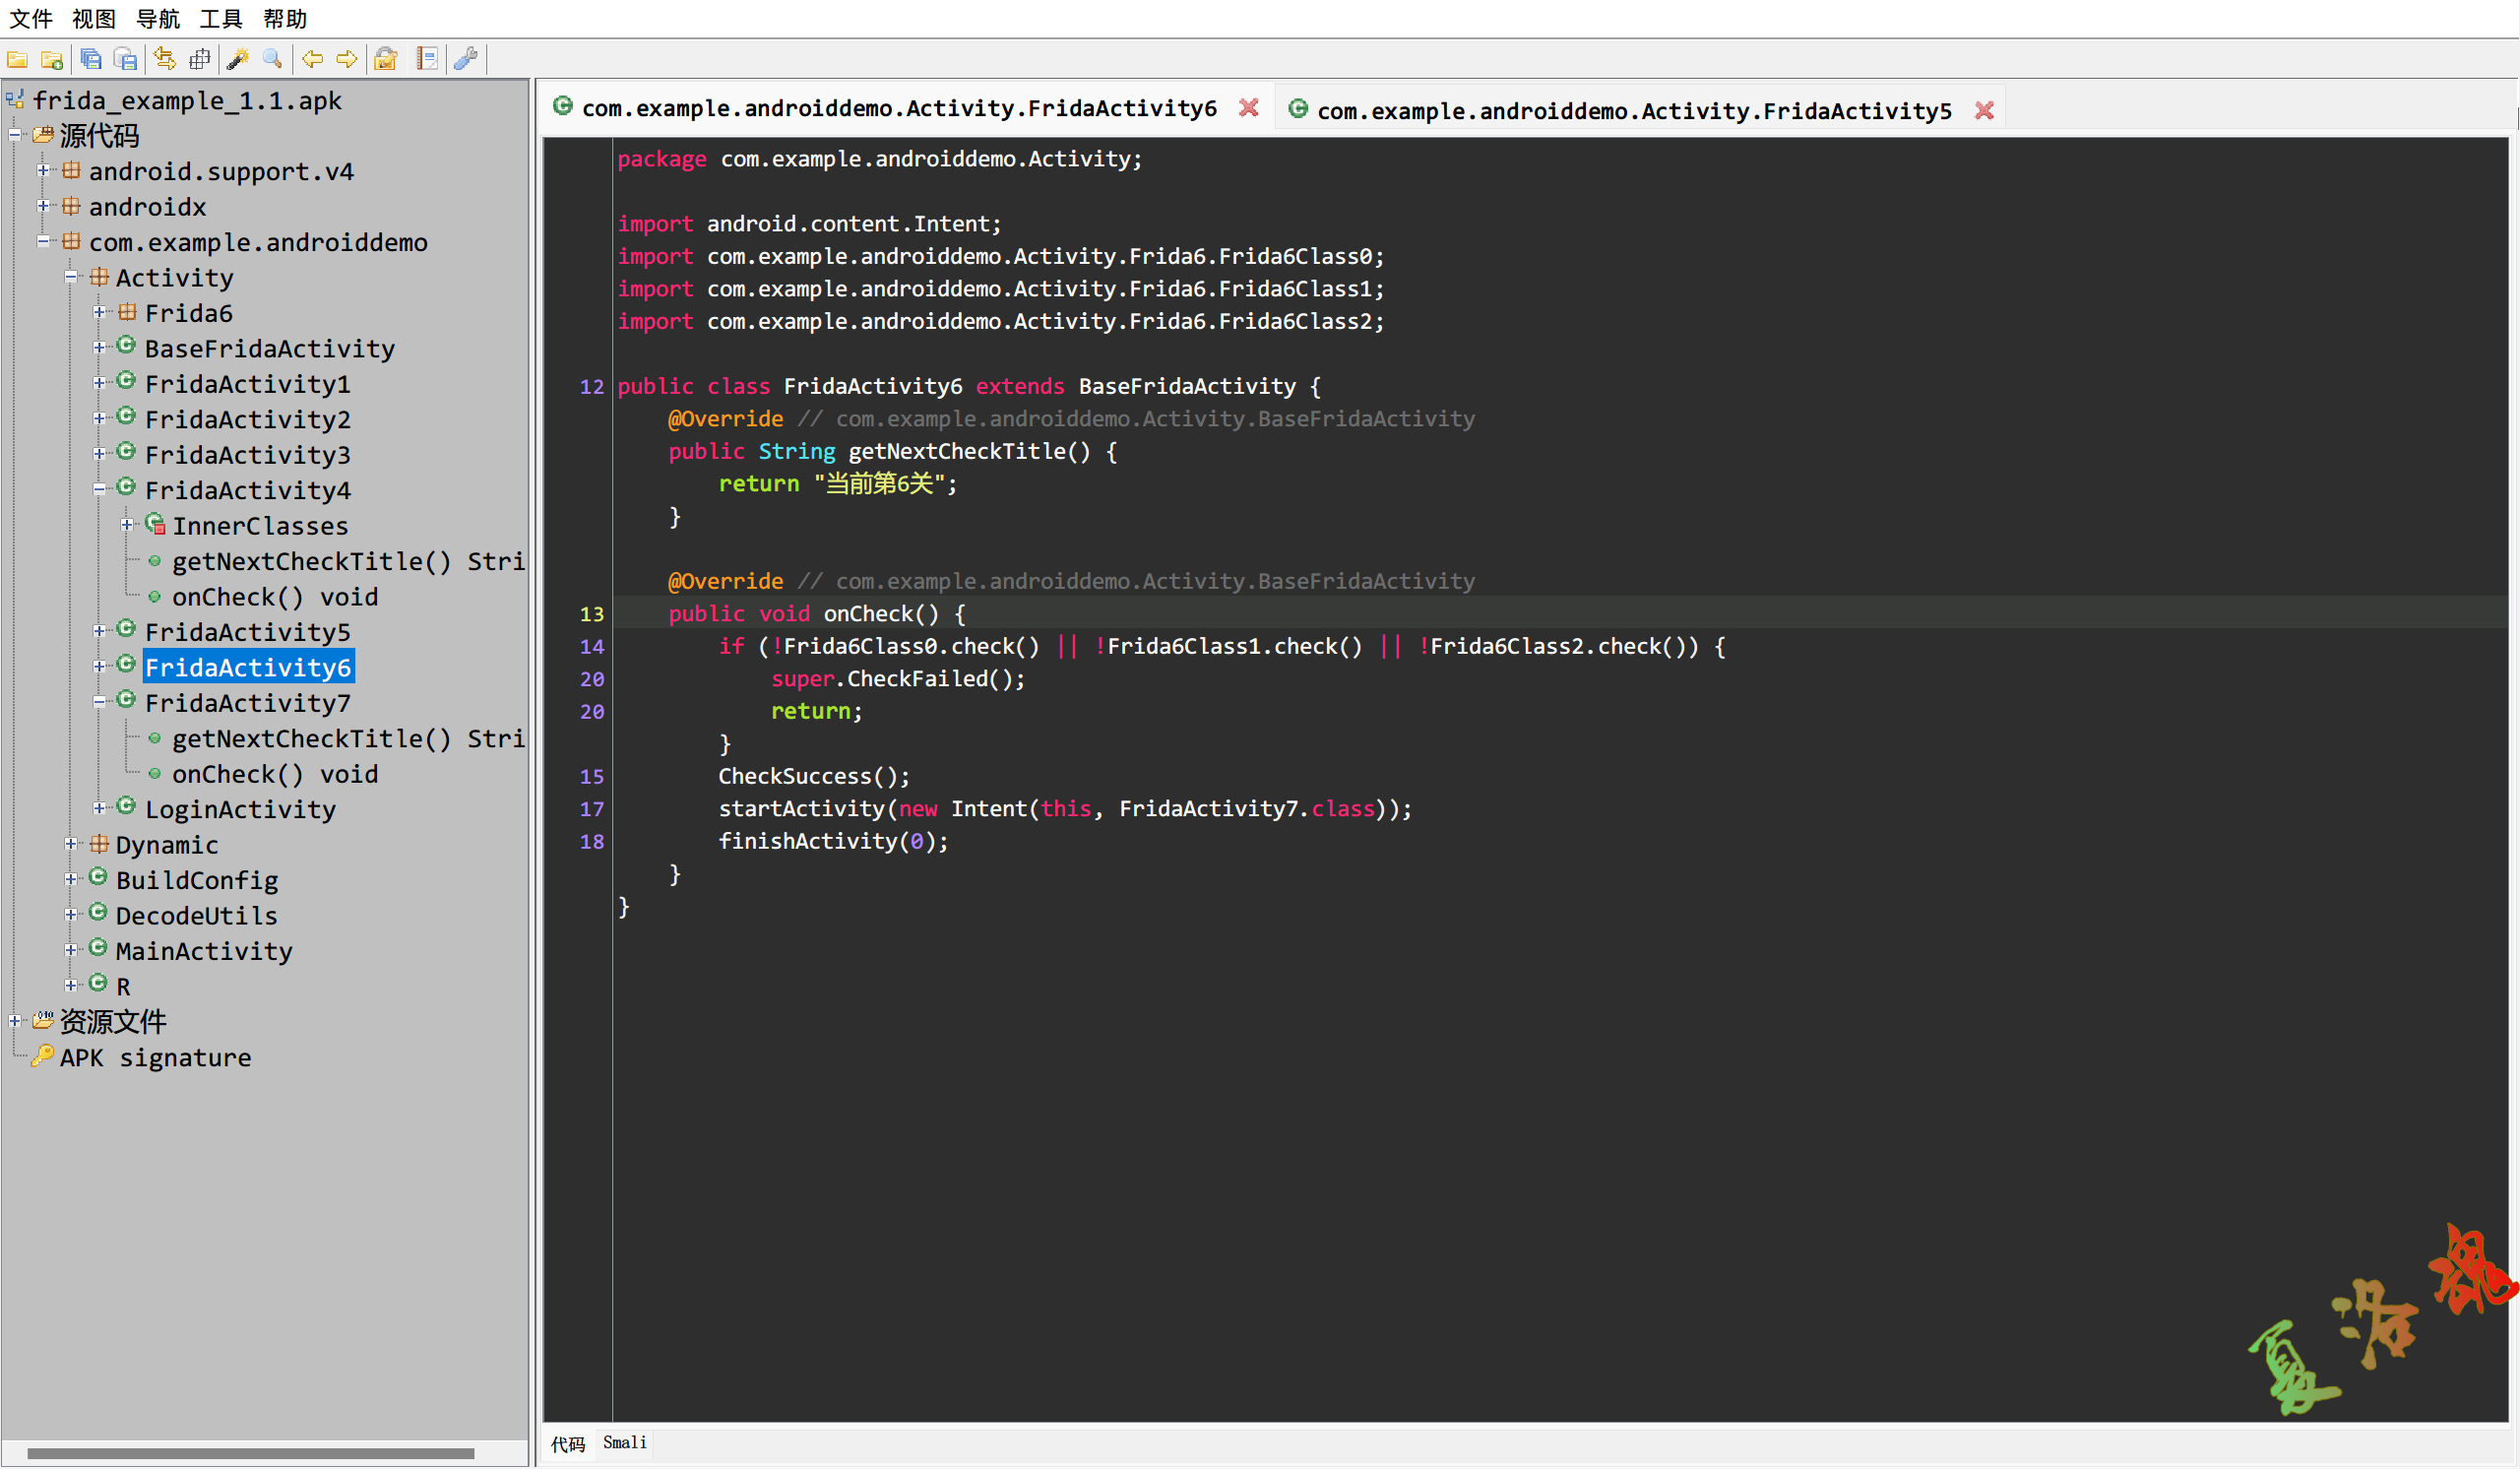 文件 视图 导航 工具 帮助
frida_example_1.1.apk
源代码
android.support.v4
androidx
com.example.androiddemo
Activity
Frida6
BaseFridaActivity
FridaActivity1
FridaActivity2
FridaActivity3
FridaActivity4
InnerClasses
getNextCheckTitle() Stri
onCheck() void
FridaActivity5
FridaActivity6
FridaActivity7
getNextCheckTitle() Stri
onCheck() void
LoginActivity
Dynamic
BuildConfig
DecodeUtils
MainActivity
R
资源文件
APK signature
com.example.androiddemo.Activity.FridaActivity6 com.example.androiddemo.Activity.FridaActivity5
package com.example.androiddemo.Activity;
import android.content.Intent;
import com.example.androiddemo.Activity.Frida6.Frida6Class0;
import com.example.androiddemo.Activity.Frida6.Frida6Class1;
import com.example.androiddemo.Activity.Frida6.Frida6Class2;
12 public class FridaActivity6 extends BaseFridaActivity {
@Override // com.example.androiddemo.Activity.BaseFridaActivity
public String getNextCheckTitle() {
return "当前第6关";
}
@Override // com.example.androiddemo.Activity.BaseFridaActivity
13 public void onCheck() {
14 if (!Frida6Class0.check() || !Frida6Class1.check() || !Frida6Class2.check()) {
20 super.CheckFailed();
20 return;
}
15 CheckSuccess();
17 startActivity(new Intent(this, FridaActivity7.class));
18 finishActivity(0);
}
}
夏洛魂
代码 Smali